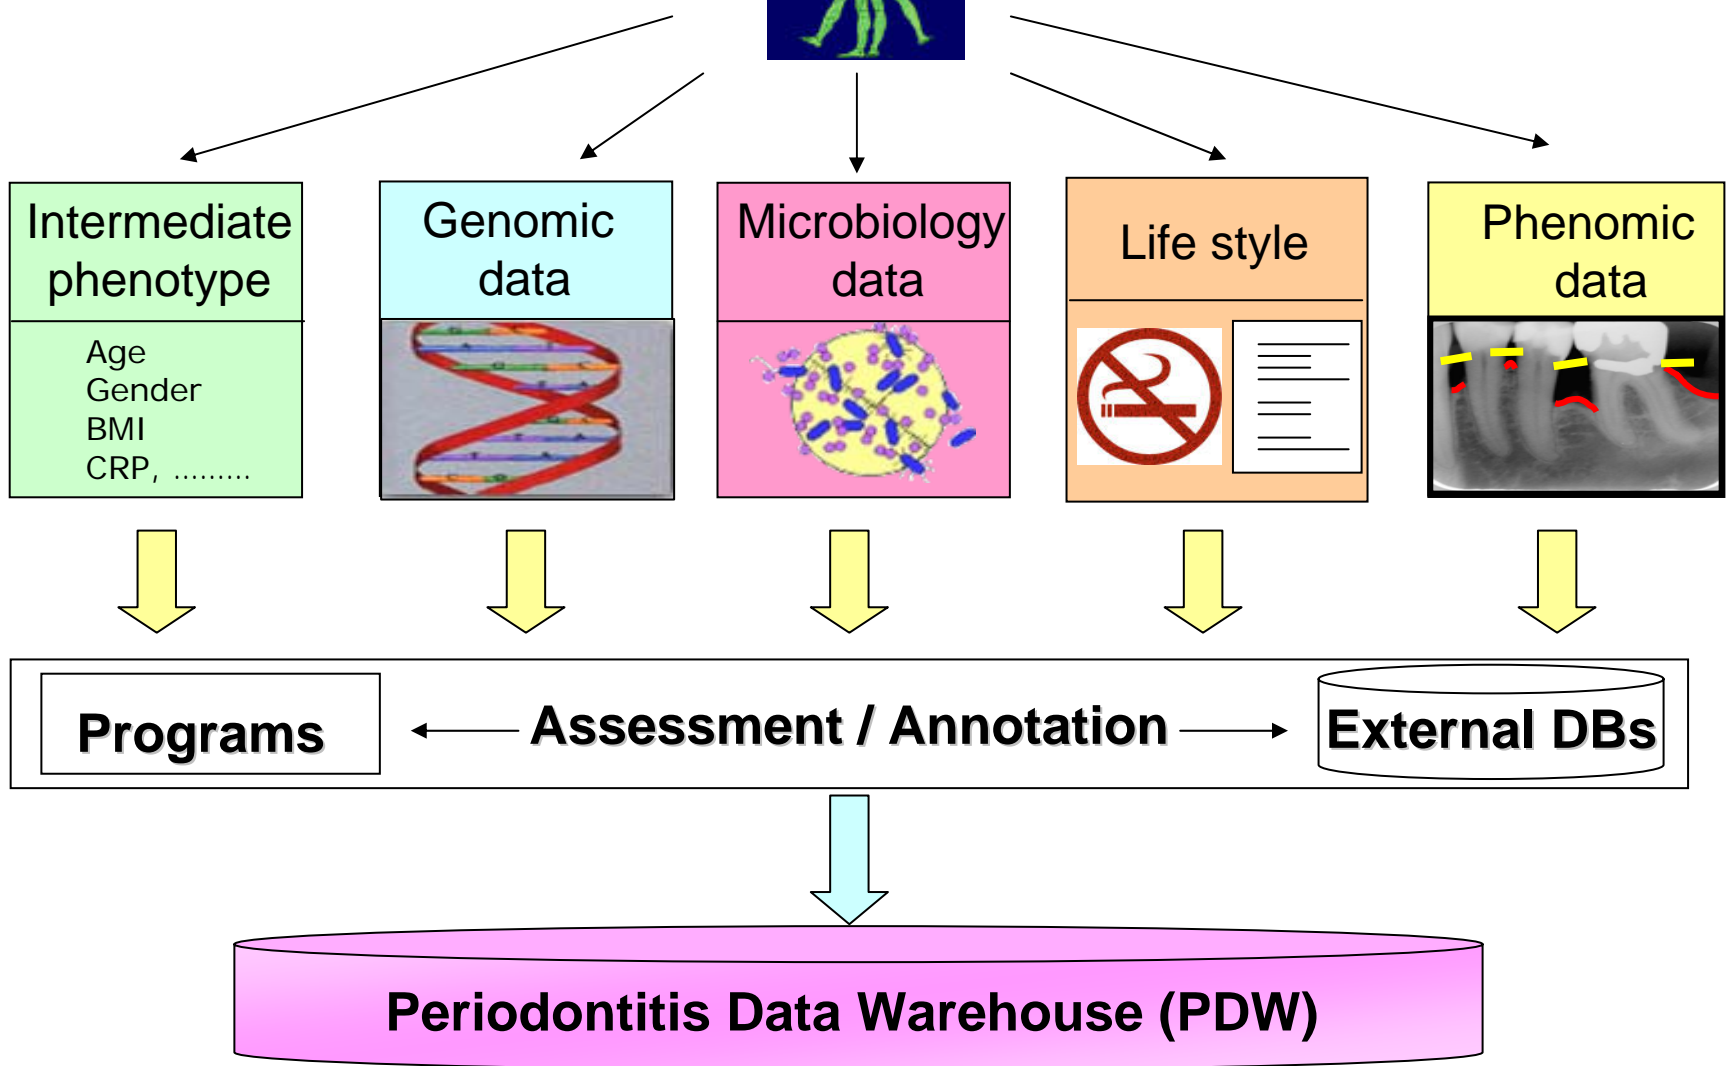 Intermediate
phenotype
Age
Gender
BMI
CRP, .........
Genomic
data
Microbiology
data
Life style
Phenomic
data
Programs
Assessment / Annotation
External DBs
Periodontitis Data Warehouse (PDW)